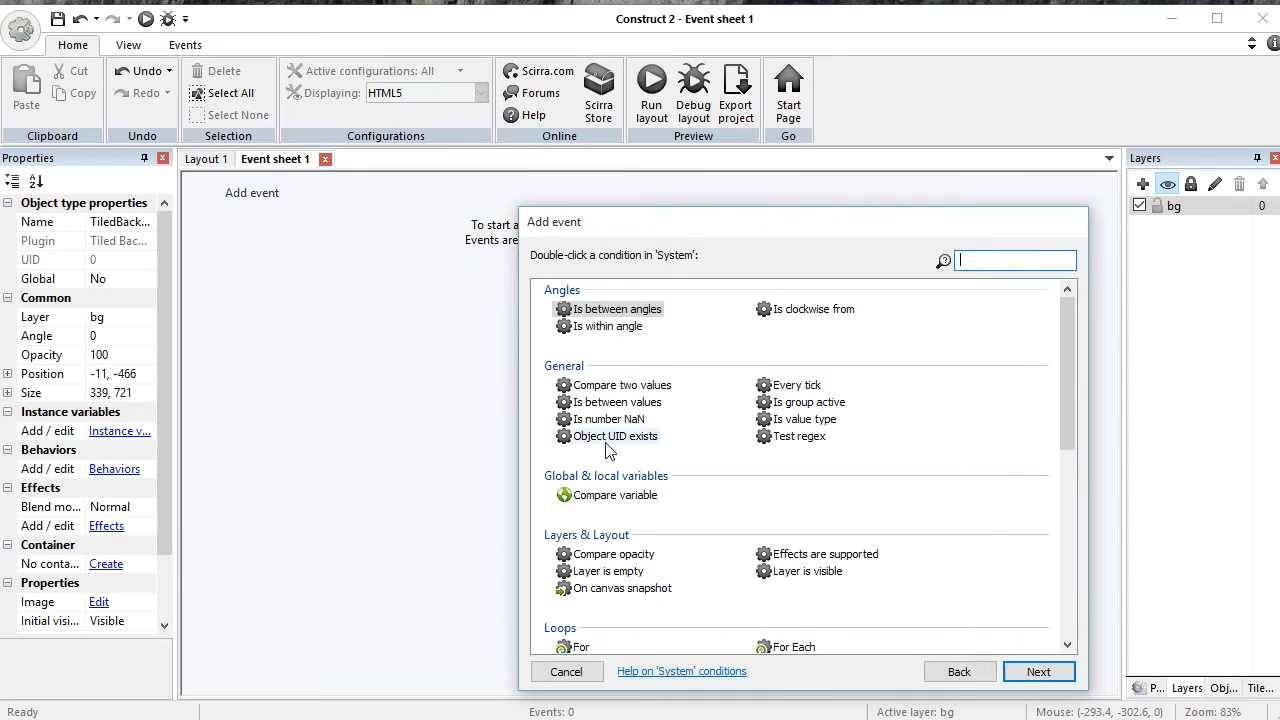 Construct 2 - Event sheet 1
Home View Events
Paste Cut Copy
Undo Redo
Delete Select All Select None
Active configurations: All
Displaying: HTML5
Scirra.com Forums Help
Scirra Store
Run layout Debug layout Export project
Start Page
Clipboard Undo Selection Configurations Online Preview Go
Properties
Layout 1 Event sheet 1
Layers
Object type properties
Name TiledBack...
Plugin Tiled Bac...
UID 0
Global No
Common
Layer bg
Angle 0
Opacity 100
Position -11, -466
Size 339, 721
Instance variables
Add / edit Instance v...
Behaviors
Add / edit Behaviors
Effects
Blend mo... Normal
Add / edit Effects
Container
No conta... Create
Properties
Image Edit
Initial visi... Visible
Add event
To start a
Events are
Add event
Double-click a condition in 'System':
Angles
Is between angles Is clockwise from
Is within angle
General
Compare two values Every tick
Is between values Is group active
Is number NaN Is value type
Object UID exists Test regex
Global & local variables
Compare variable
Layers & Layout
Compare opacity Effects are supported
Layer is empty Layer is visible
On canvas snapshot
Loops
For For Each
Cancel Help on 'System' conditions Back Next
bg 0
P... Layers Obj... Tile...
Ready Events: 0 Active layer: bg Mouse: (-293.4, -302.6, 0) Zoom: 83%